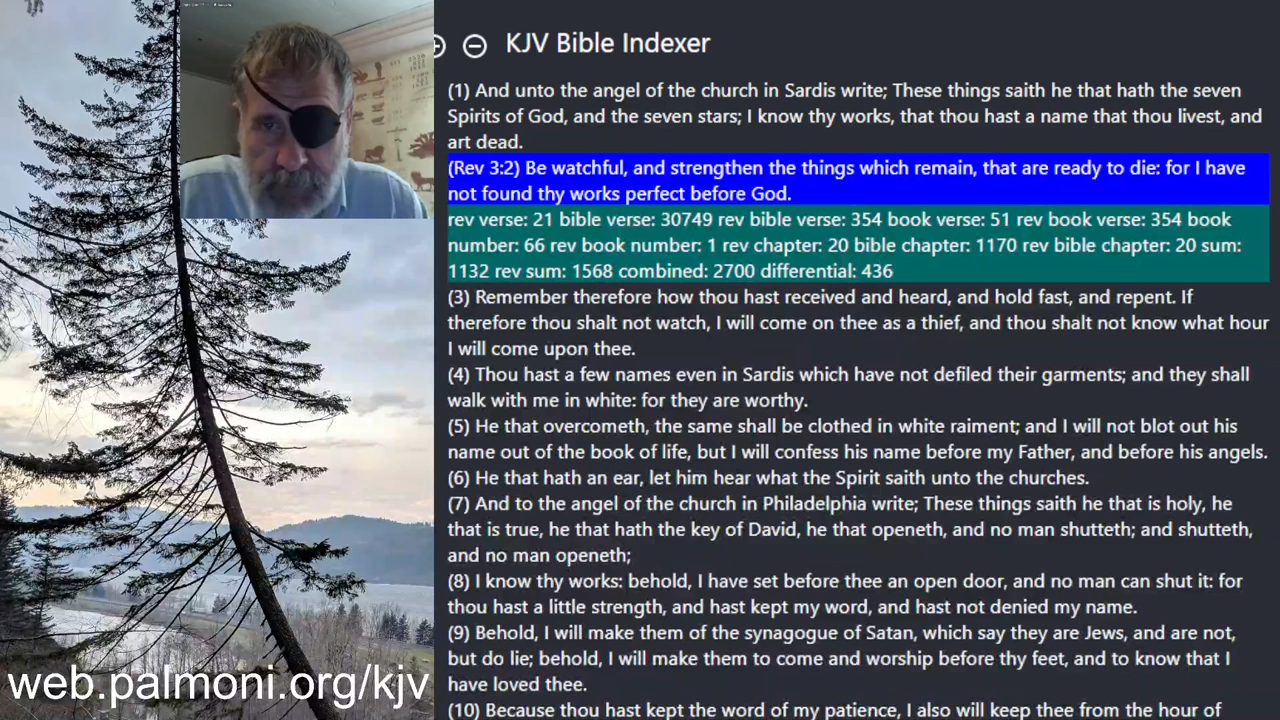 KJV Bible Indexer
(1) And unto the angel of the church in Sardis write; These things saith he that hath the seven
Spirits of God, and the seven stars; I know thy works, that thou hast a name that thou livest, and
art dead.
(Rev 3:2) Be watchful, and strengthen the things which remain, that are ready to die: for I have
not found thy works perfect before God.
rev verse: 21 bible verse: 30749 rev bible verse: 354 book verse: 51 rev book verse: 354 book
number: 66 rev book number: 1 rev chapter: 20 bible chapter: 1170 rev bible chapter: 20 sum:
1132 rev sum: 1568 combined: 2700 differential: 436
(3) Remember therefore how thou hast received and heard, and hold fast, and repent. If
therefore thou shalt not watch, I will come on thee as a thief, and thou shalt not know what hour
I will come upon thee.
(4) Thou hast a few names even in Sardis which have not defiled their garments; and they shall
walk with me in white: for they are worthy.
(5) He that overcometh, the same shall be clothed in white raiment; and I will not blot out his
name out of the book of life, but I will confess his name before my Father, and before his angels.
(6) He that hath an ear, let him hear what the Spirit saith unto the churches.
(7) And to the angel of the church in Philadelphia write; These things saith he that is holy, he
that is true, he that hath the key of David, he that openeth, and no man shutteth; and shutteth,
and no man openeth;
(8) I know thy works: behold, I have set before thee an open door, and no man can shut it: for
thou hast a little strength, and hast kept my word, and hast not denied my name.
(9) Behold, I will make them of the synagogue of Satan, which say they are Jews, and are not,
but do lie; behold, I will make them to come and worship before thy feet, and to know that I
have loved thee.
(10) Because thou hast kept the word of my patience, I also will keep thee from the hour of
web.palmoni.org/kjv